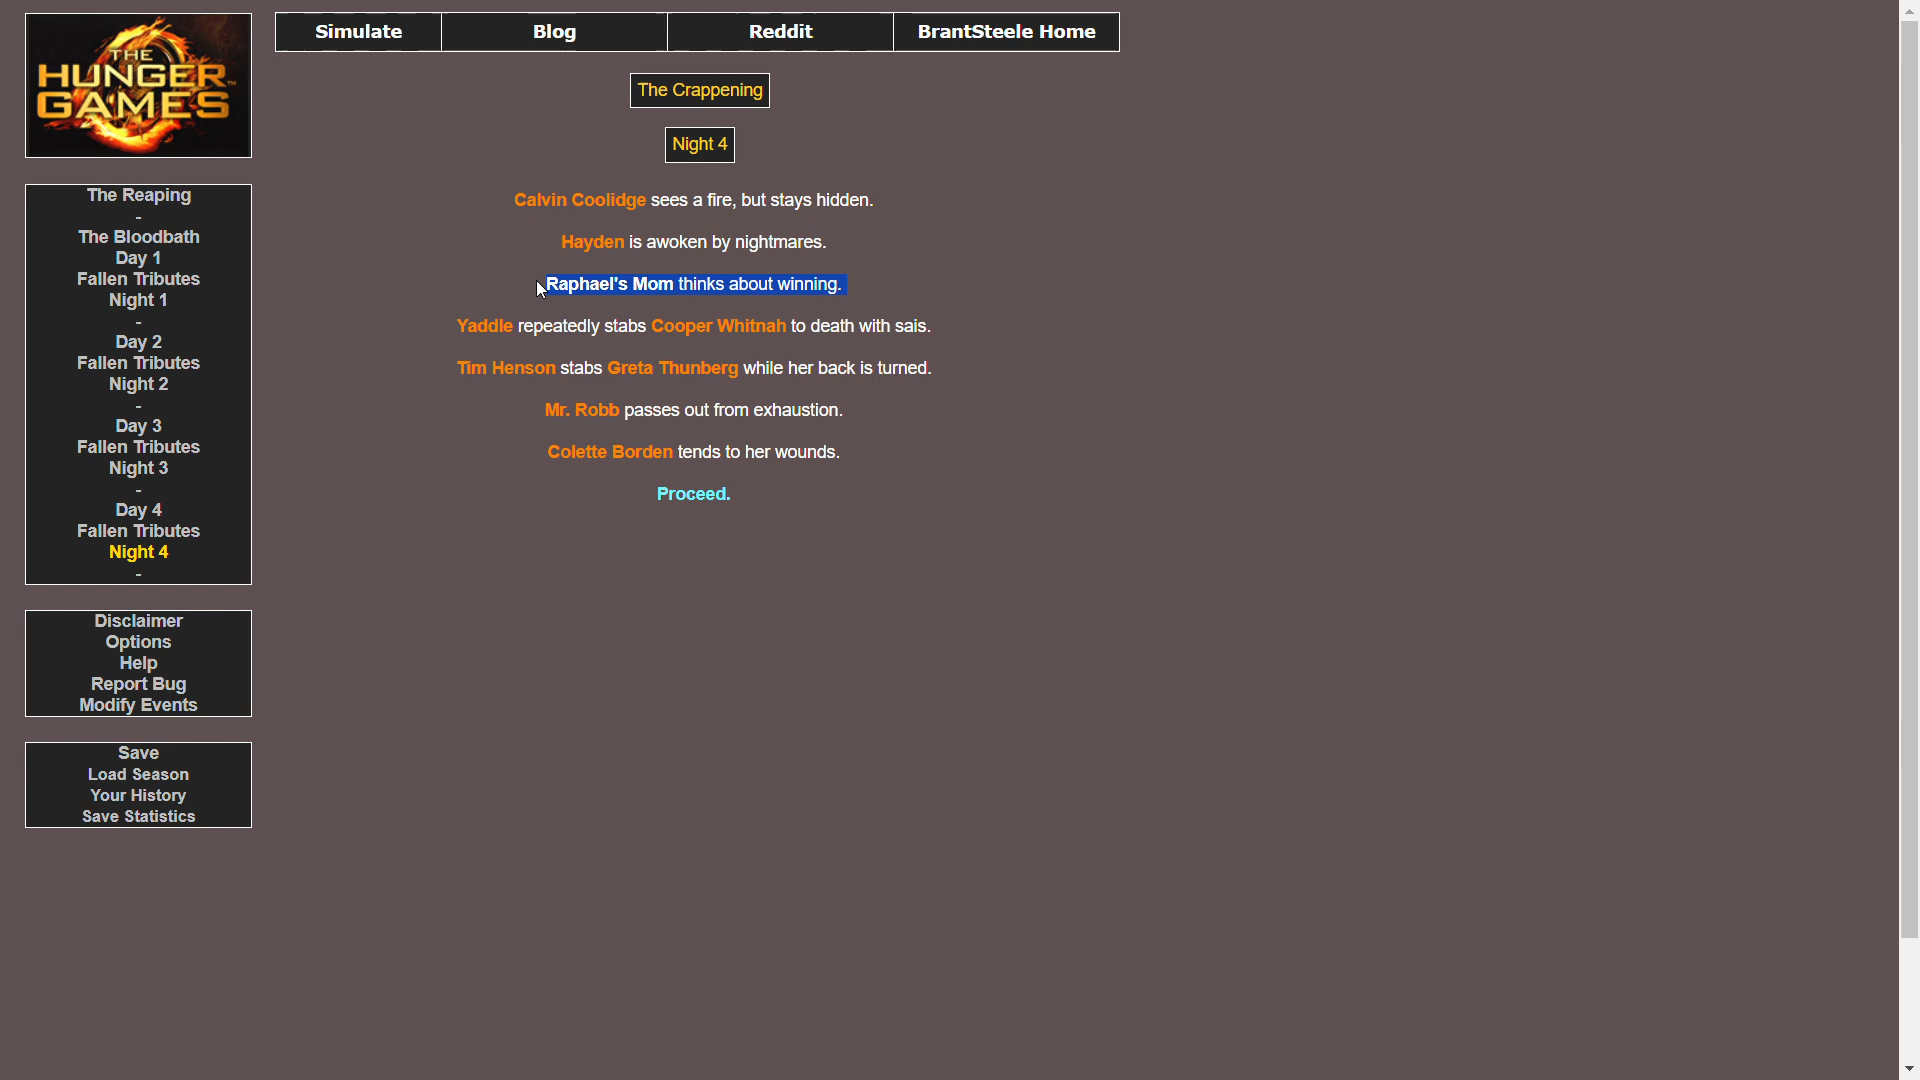 THE
HUNGER
GAMES
Simulate
Blog
Reddit
BrantSteele Home
The Crappening
Night 4
Calvin Coolidge sees a fire, but stays hidden.
Hayden is awoken by nightmares.
Raphael's Mom thinks about winning.
Yaddle repeatedly stabs Cooper Whitnah to death with sais.
Tim Henson stabs Greta Thunberg while her back is turned.
Mr. Robb passes out from exhaustion.
Colette Borden tends to her wounds.
Proceed.
The Reaping
-
The Bloodbath
Day 1
Fallen Tributes
Night 1
-
Day 2
Fallen Tributes
Night 2
-
Day 3
Fallen Tributes
Night 3
-
Day 4
Fallen Tributes
Night 4
-
Disclaimer
Options
Help
Report Bug
Modify Events
Save
Load Season
Your History
Save Statistics